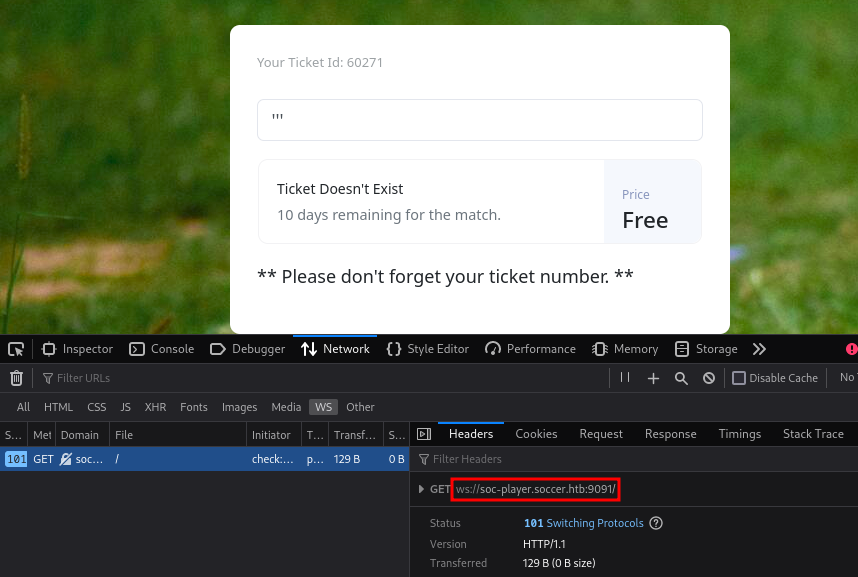 Your Ticket Id: 60271
'''
Ticket Doesn't Exist
10 days remaining for the match.
Price
Free
** Please don't forget your ticket number. **
Inspector Console Debugger Network Style Editor Performance Memory Storage
Filter URLs
Disable Cache No
All HTML CSS JS XHR Fonts Images Media WS Other
S... Met Domain File Initiator T... Transf... S...
Headers Cookies Request Response Timings Stack Trace
101 GET soc... / check:... p... 129 B 0 B
Filter Headers
GET ws://soc-player.soccer.htb:9091/
Status 101 Switching Protocols ?
Version HTTP/1.1
Transferred 129 B (0 B size)